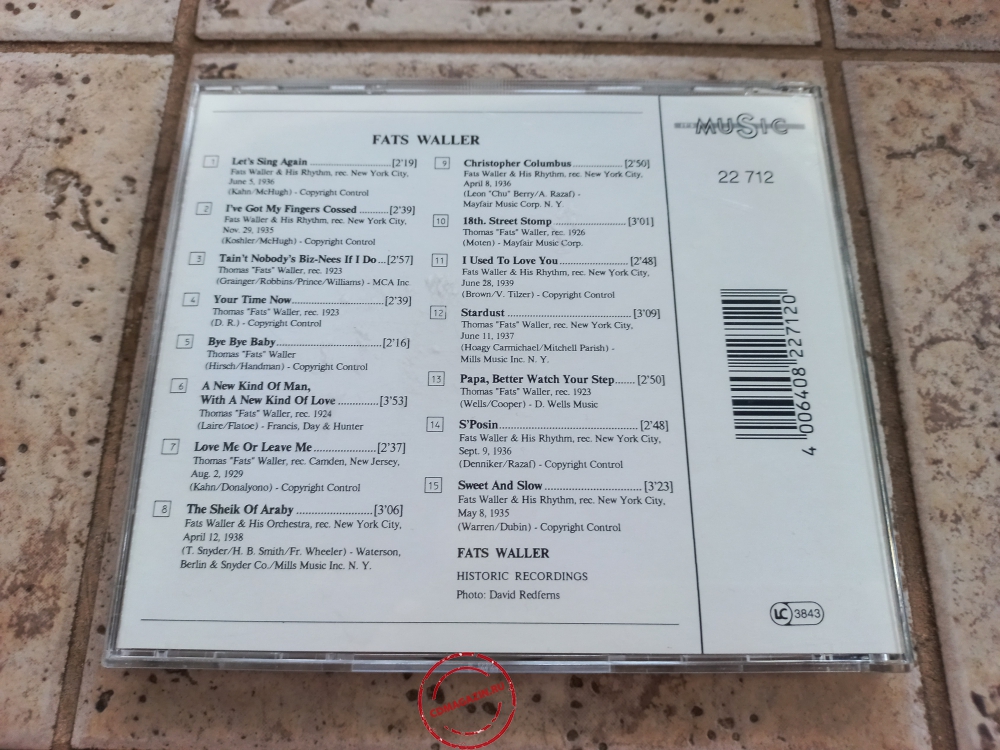 FATS WALLER
1 Let's Sing Again ........................ [2'19]
Fats Waller & His Rhythm, rec. New York City,
June 5, 1936
(Kahn/McHugh) - Copyright Control
2 I've Got My Fingers Cossed .......... [2'39]
Fats Waller & His Rhythm, rec. New York City,
Nov. 29, 1935
(Koshler/McHugh) - Copyright Control
3 Tain't Nobody's Biz-Nees If I Do ... [2'57]
Thomas "Fats" Waller, rec. 1923
(Grainger/Robbins/Prince/Williams) - MCA Inc
4 Your Time Now ........................ [2'39]
Thomas "Fats" Waller, rec. 1923
(D. R.) - Copyright Control
5 Bye Bye Baby ........................ [2'16]
Thomas "Fats" Waller
(Hirsch/Handman) - Copyright Control
6 A New Kind Of Man,
With A New Kind Of Love ............ [3'53]
Thomas "Fats" Waller, rec. 1924
(Laire/Flatoe) - Francis, Day & Hunter
7 Love Me Or Leave Me .................. [2'37]
Thomas "Fats" Waller, rec. Camden, New Jersey,
Aug. 2, 1929
(Kahn/Donalyono) - Copyright Control
8 The Sheik Of Araby .................. [3'06]
Fats Waller & His Orchestra, rec. New York City,
April 12, 1938
(T. Snyder/H. B. Smith/Fr. Wheeler) - Waterson,
Berlin & Snyder Co./Mills Music Inc. N. Y.
9 Christopher Columbus ............... [2'50]
Fats Waller & His Rhythm, rec. New York City,
April 8, 1936
(Leon "Chu" Berry/A. Razaf) -
Mayfair Music Corp. N. Y.
10 18th. Street Stomp .................. [3'01]
Thomas "Fats" Waller, rec. 1926
(Moten) - Mayfair Music Corp.
11 I Used To Love You .................. [2'48]
Fats Waller & His Rhythm, rec. New York City,
June 28, 1939
(Brown/V. Tilzer) - Copyright Control
12 Stardust .............................. [3'09]
Thomas "Fats" Waller, rec. New York City,
June 11, 1937
(Hoagy Carmichael/Mitchell Parish) -
Mills Music Inc. N. Y.
13 Papa, Better Watch Your Step ...... [2'50]
Thomas "Fats" Waller, rec. 1923
(Wells/Cooper) - D. Wells Music
14 S'Posin .............................. [2'48]
Fats Waller & His Rhythm, rec. New York City,
Sept. 9, 1936
(Denniker/Razaf) - Copyright Control
15 Sweet And Slow ..................... [3'23]
Fats Waller & His Rhythm, rec. New York City,
May 8, 1935
(Warren/Dubin) - Copyright Control
FATS WALLER
HISTORIC RECORDINGS
Photo: David Redferns
MUSIC
22 712
4 006408 227120
LC 3843